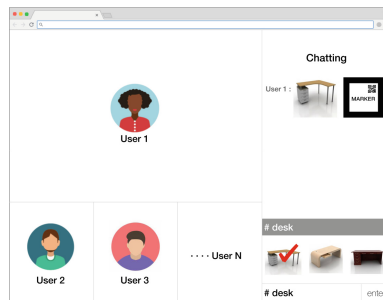 Chatting
User 1 :
MARKER
User 1
# desk
User 2
User 3
···· User N
# desk
ente